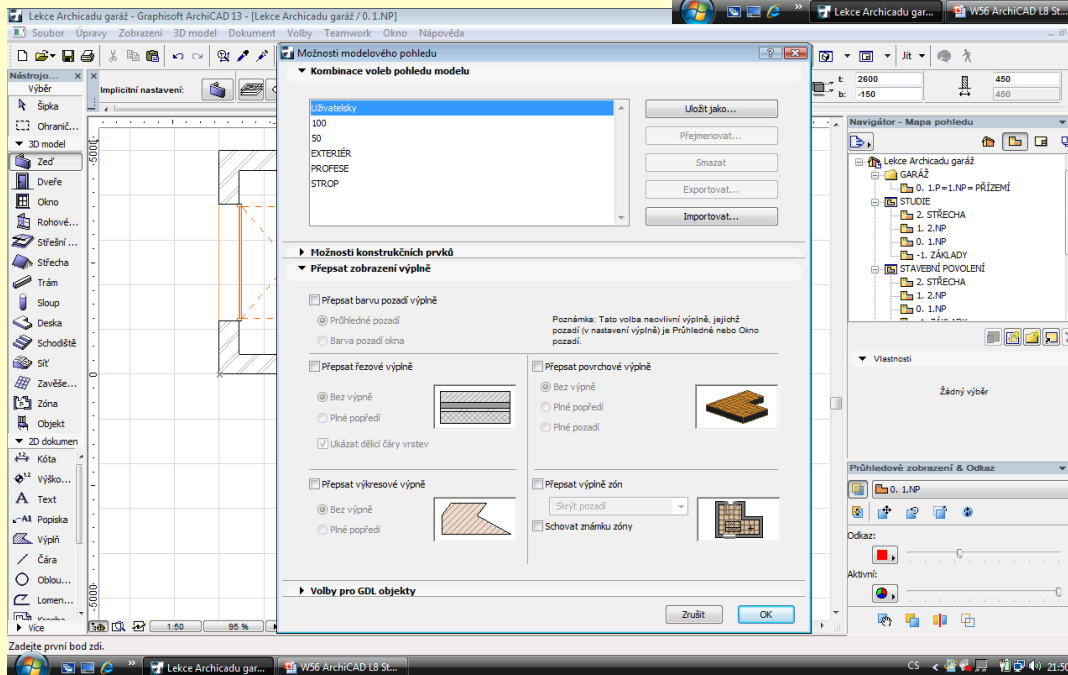 Lekce Archicadu garáž - Graphisoft ArchiCAD 13 - [Lekce Archicadu garáž / 0. 1.NP]
Lekce Archicadu gar...
W56 ArchiCAD L8 St...
Soubor Úpravy Zobrazení 3D model Dokument Volby Teamwork Okno Nápověda
Jít
Nástrojo...
Výběr
Šipka
Ohranič...
3D model
Zeď
Dveře
Okno
Rohové...
Střešní ...
Střecha
Trám
Sloup
Deska
Schodiště
Síť
Zavěše...
Zóna
Objekt
2D dokumen
Kóta
Výško...
Text
Popiska
Výplň
Čára
Oblou...
Lomen...
Více
Implicitní nastavení:
5000
0
-5000
1:50
95 %
Možnosti modelového pohledu
Kombinace voleb pohledu modelu
Uživatelsky
100
50
EXTERIÉR
PROFESE
STROP
Uložit jako...
Přejmenovat...
Smazat
Exportovat...
Importovat...
Možnosti konstrukčních prvků
Přepsat zobrazení výplně
Přepsat barvu pozadí výplně
Průhledné pozadí
Barva pozadí okna
Poznámka: Tato volba neovlivní výplně, jejichž
pozadí (v nastavení výplně) je Průhledné nebo Okno
pozadí.
Přepsat řezové výplně
Bez výpně
Plné popředí
Ukázat dělicí čáry vrstev
Přepsat povrchové výplně
Bez výpně
Plné popředí
Plné pozadí
Přepsat výkresové výpně
Bez výpně
Plné popředí
Přepsat výplně zón
Skrýt pozadí
Schovat známku zóny
Volby pro GDL objekty
Zrušit
OK
t: 2600
b: -150
450
450
Navigátor - Mapa pohledu
Lekce Archicadu garáž
GARÁŽ
0. 1.P=1.NP= PŘÍZEMÍ
STUDIE
2. STŘECHA
1. 2.NP
0. 1.NP
-1. ZÁKLADY
STAVEBNÍ POVOLENÍ
2. STŘECHA
1. 2.NP
0. 1.NP
Vlastnosti
Žádný výběr
Průhledové zobrazení & Odkaz
0. 1.NP
Odkaz:
Aktivní:
Zadejte první bod zdi.
Lekce Archicadu gar...
W56 ArchiCAD L8 St...
CS
21:50